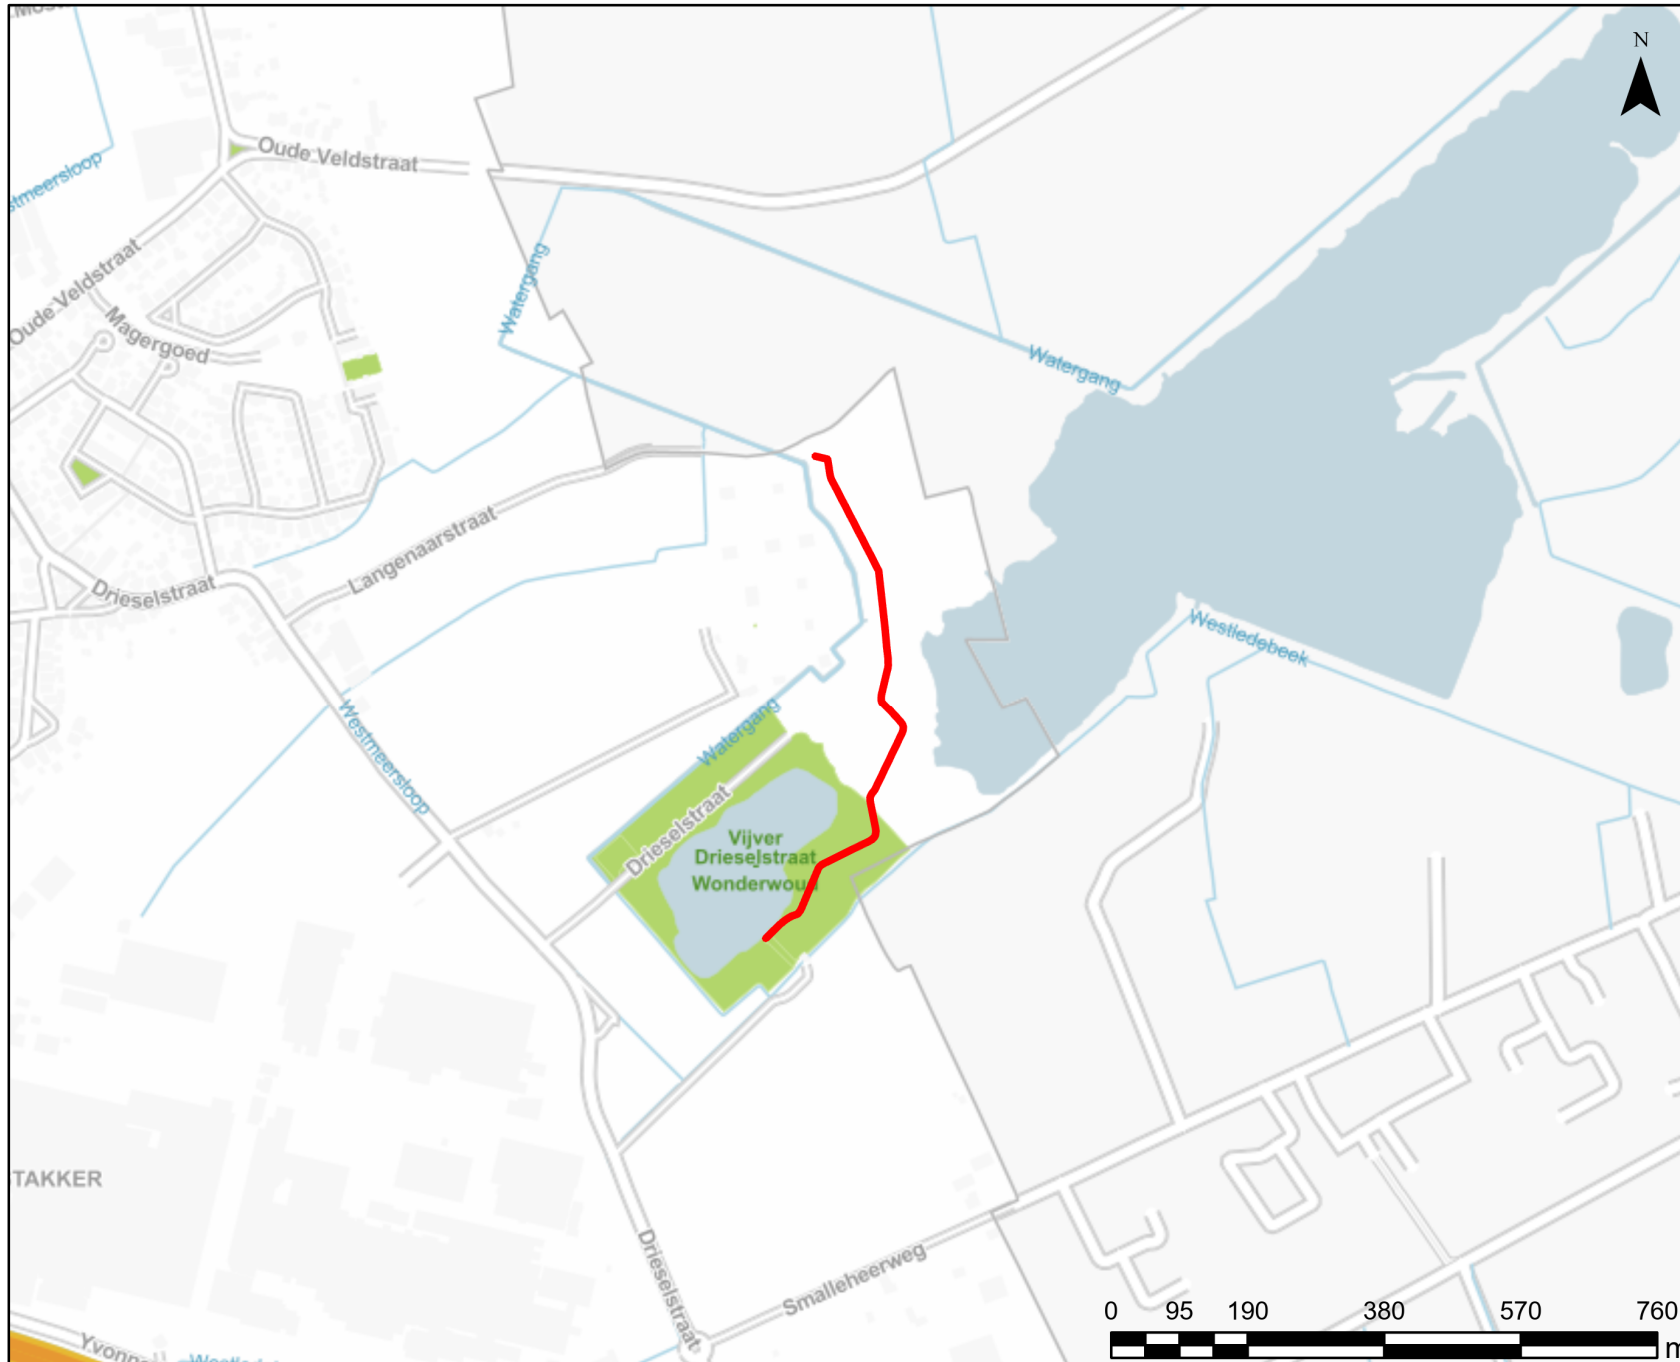 N
stmeersloop
Oude Veldstraat
Oude Veldstraat
Watergang
Magergoed
Watergang
Langenaarstraat
Drieselstraat
Westledebeek
Westmeersloop
Watergang
Drieselstraat
Vijver
Drieselstraat
Wonderwoud
TAKKER
Drieselstraat
Smalleheerweg
0 95 190 380 570 760
m